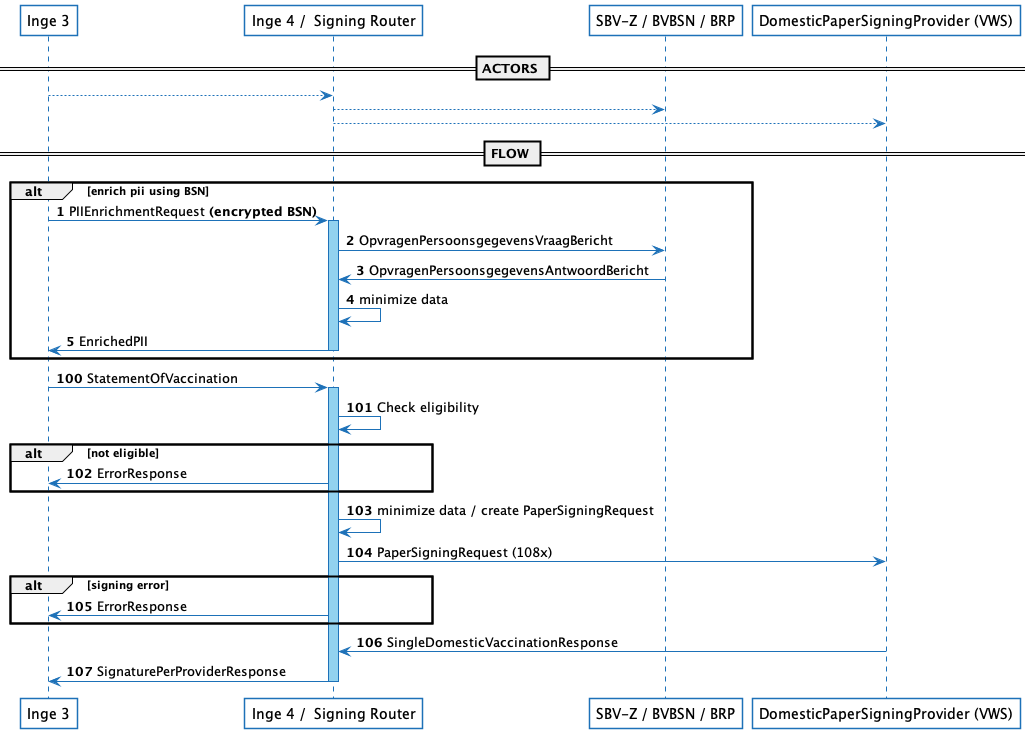 Inge 3
Inge 4 /  Signing Router
SBV-Z / BVBSN / BRP
DomesticPaperSigningProvider (VWS)
ACTORS
FLOW
alt [enrich pii using BSN]
1 PIIEnrichmentRequest (encrypted BSN)
2 OpvragenPersoonsgegevensVraagBericht
3 OpvragenPersoonsgegevensAntwoordBericht
4 minimize data
5 EnrichedPII
100 StatementOfVaccination
101 Check eligibility
alt [not eligible]
102 ErrorResponse
103 minimize data / create PaperSigningRequest
104 PaperSigningRequest (108x)
alt [signing error]
105 ErrorResponse
106 SingleDomesticVaccinationResponse
107 SignaturePerProviderResponse
Inge 3
Inge 4 /  Signing Router
SBV-Z / BVBSN / BRP
DomesticPaperSigningProvider (VWS)